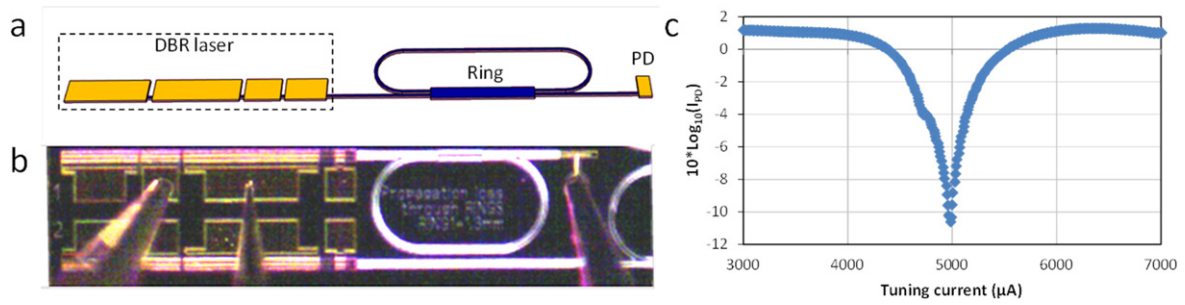 a
DBR laser
Ring
PD
b
1
2
Propagation loss
through RINGS
c
10*Log10(IPD)
2
0
-2
-4
-6
-8
-10
-12
3000
4000
5000
6000
7000
Tuning current (µA)